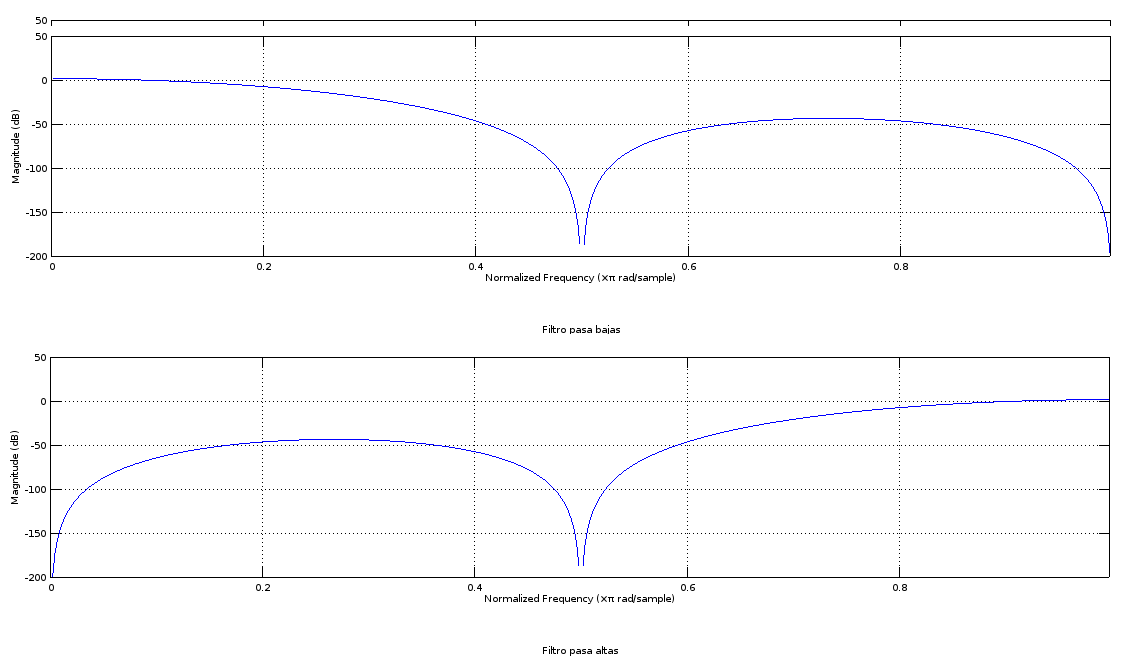 50
50
0
-50
-100
-150
-200
Magnitude (dB)
0 0.2 0.4 0.6 0.8
Normalized Frequency (×π rad/sample)
Filtro pasa bajas
50
0
-50
-100
-150
-200
Magnitude (dB)
0 0.2 0.4 0.6 0.8
Normalized Frequency (×π rad/sample)
Filtro pasa altas